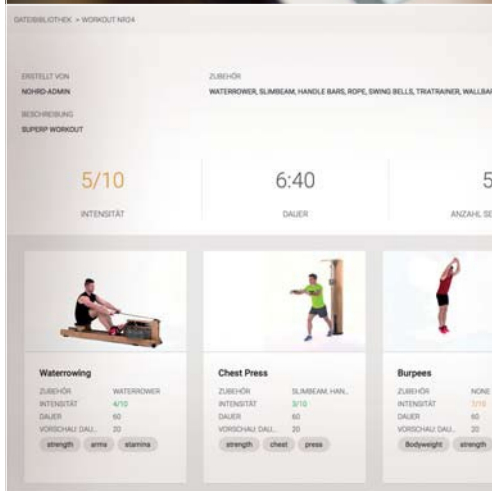 DATEIBIBLIOTHEK > WORKOUT NR04
ERSTELLT VON
NOHRD-ADMIN
ZUBEHÖR
WATERROWER, SLIMBEAM, HANDLE BARS, ROPE, SWING BELLS, TRIATRAINER, WALLBAR
BESCHREIBUNG
SUPERP WORKOUT
5/10
INTENSITÄT
6:40
DAUER
5
ANZAHL SE
Waterrowing
ZUBEHÖR WATERROWER
INTENSITÄT 4/10
DAUER 60
VORSCHAU: DAU... 20
strength arms stamina
Chest Press
ZUBEHÖR SLIMBEAM, HAN...
INTENSITÄT 3/10
DAUER 60
VORSCHAU: DAU... 20
strength chest press
Burpees
ZUBEHÖR NONE
INTENSITÄT 7/10
DAUER 60
VORSCHAU: DAU... 20
Bodyweight strength